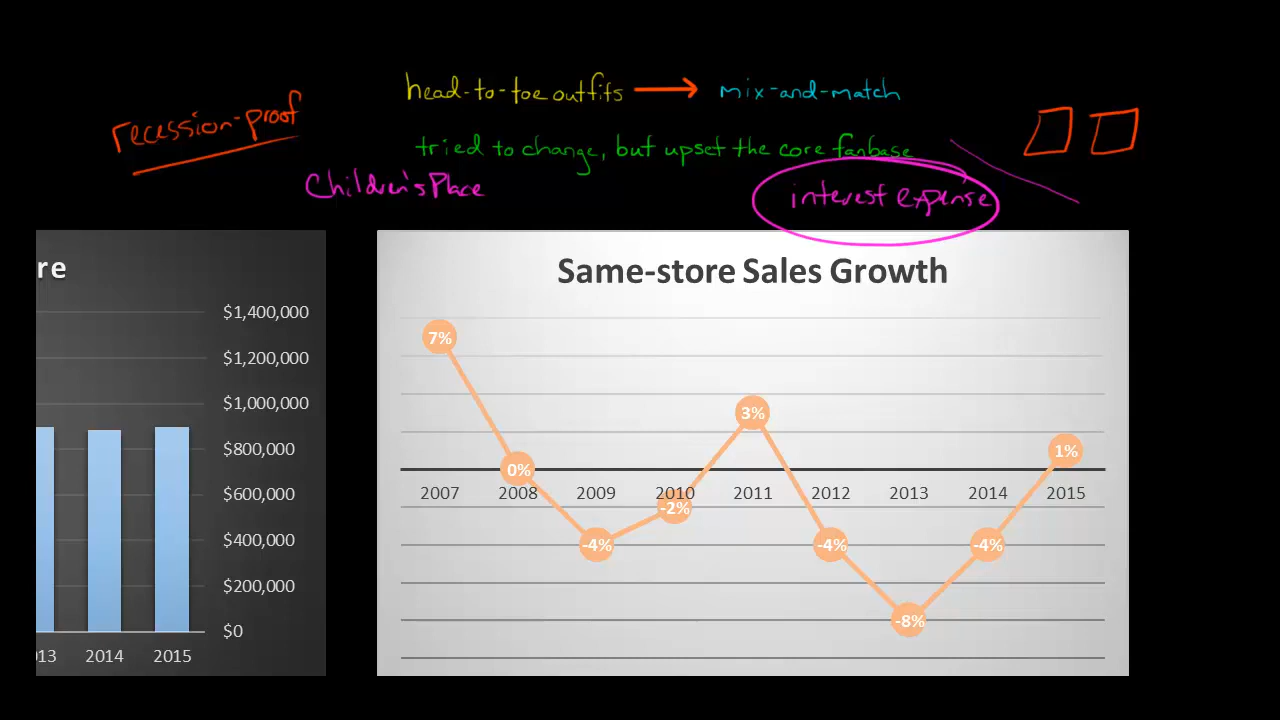 head-to-toe outfits → mix-and-match
recession-proof
tried to change, but upset the core fanbase
Children's Place
interest expense
re
$1,400,000
$1,200,000
$1,000,000
$800,000
$600,000
$400,000
$200,000
$0
013 2014 2015
Same-store Sales Growth
7%
3%
1%
0%
2007 2008 2009 2010 2011 2012 2013 2014 2015
-2%
-4% -4% -4%
-8%